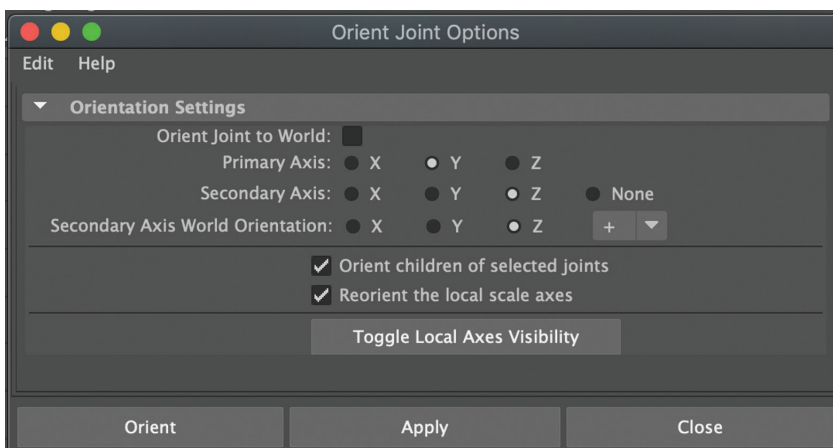 Orient Joint Options
Edit Help
Orientation Settings
Orient Joint to World:
Primary Axis: X Y Z
Secondary Axis: X Y Z None
Secondary Axis World Orientation: X Y Z +
Orient children of selected joints
Reorient the local scale axes
Toggle Local Axes Visibility
Orient Apply Close